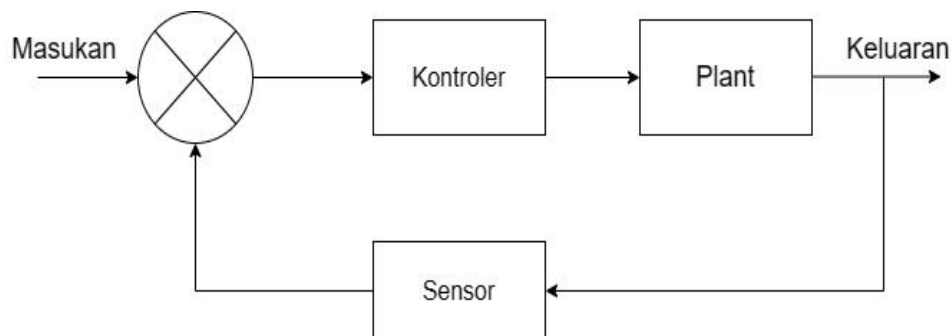 Masukan
Kontroler
Plant
Keluaran
Sensor